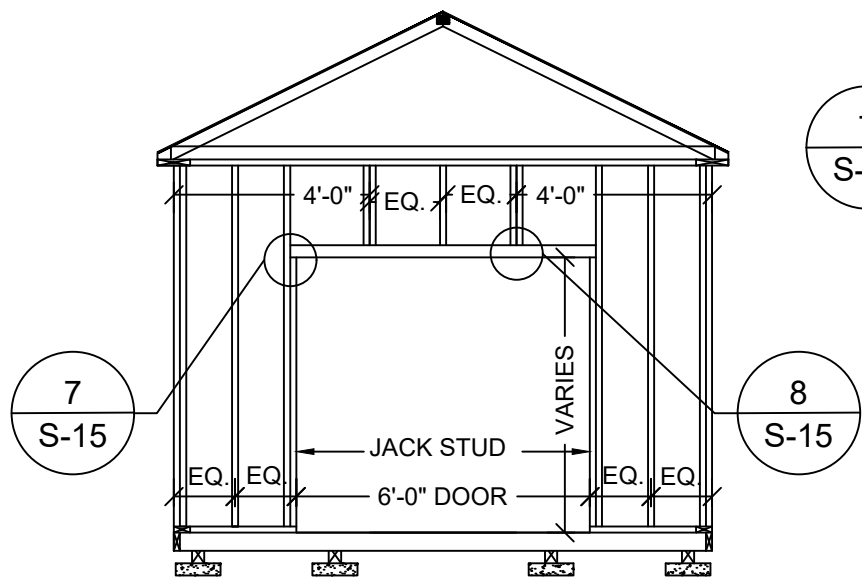 4'-0"
EQ.
EQ.
4'-0"
7
S-15
VARIES
8
S-15
JACK STUD
EQ.
EQ.
6'-0" DOOR
EQ.
EQ.